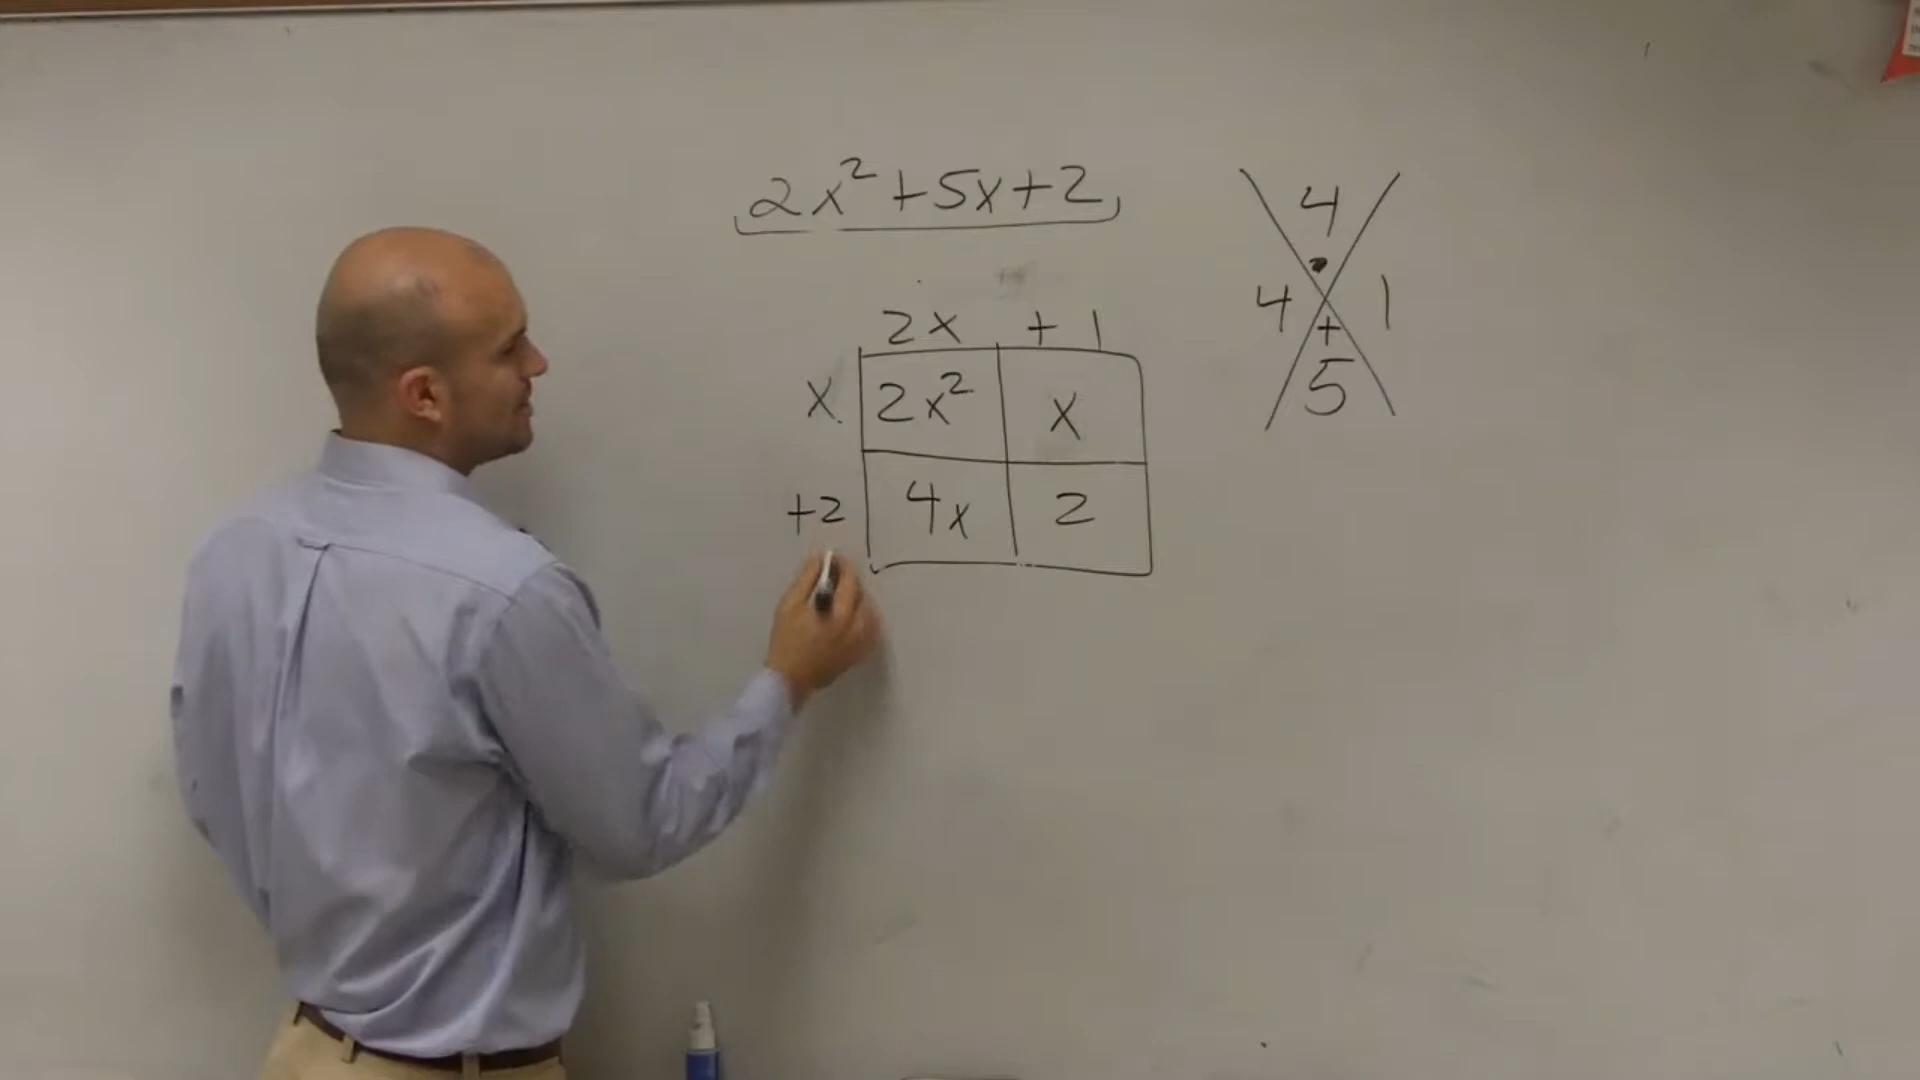 2x² +5x+2
4
4 1
+
5
2x + 1
x 2x² x
+2 4x 2